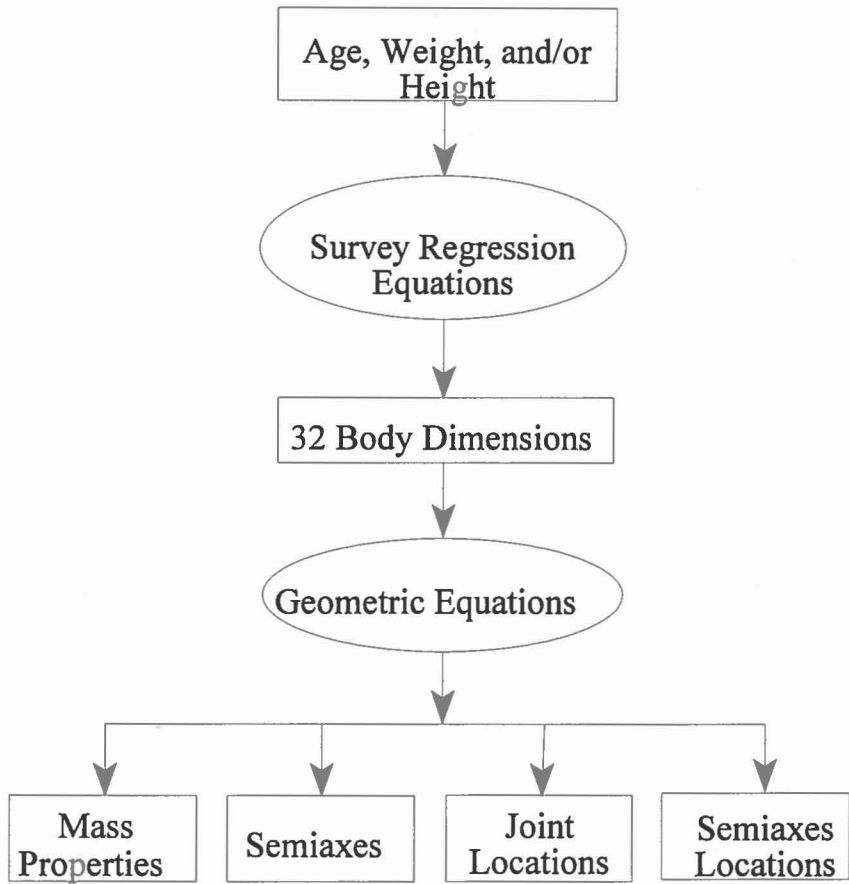 Age, Weight, and/or
Height
Survey Regression
Equations
32 Body Dimensions
Geometric Equations
Mass
Properties
Semiaxes
Joint
Locations
Semiaxes
Locations